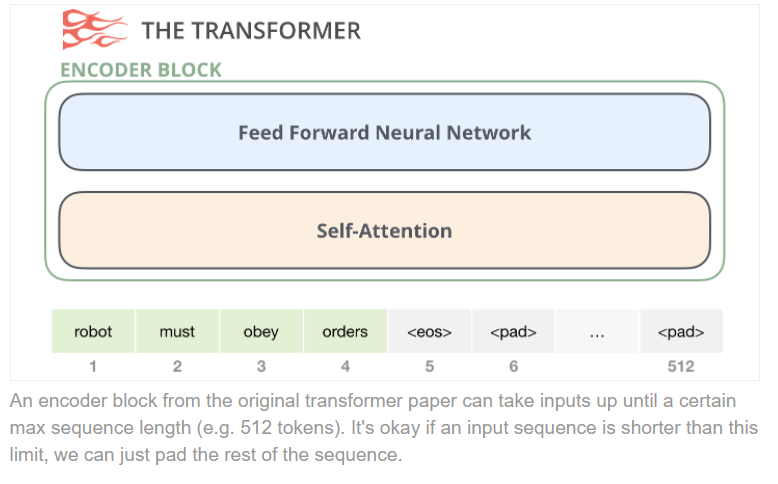 THE TRANSFORMER
ENCODER BLOCK
Feed Forward Neural Network
Self-Attention
robot must obey orders <eos> <pad> ... <pad>
1 2 3 4 5 6 512
An encoder block from the original transformer paper can take inputs up until a certain
max sequence length (e.g. 512 tokens). It's okay if an input sequence is shorter than this
limit, we can just pad the rest of the sequence.